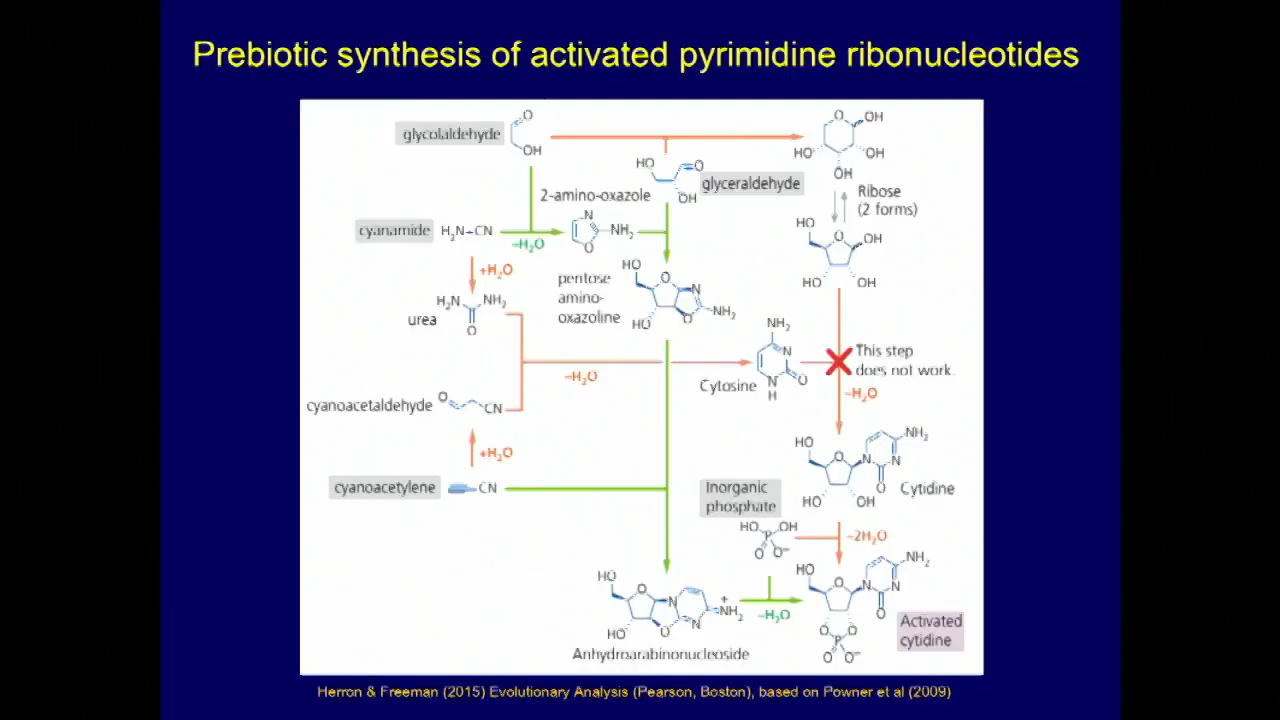 Prebiotic synthesis of activated pyrimidine ribonucleotides
glycolaldehyde
O
OH
O
OH
HO
OH
OH
HO
O
OH
glyceraldehyde
2-amino-oxazole
Ribose
(2 forms)
cyanamide
H₂N–CN
–H₂O
N
O
NH₂
HO
O
OH
HO
OH
+H₂O
pentose
amino-
oxazoline
HO
O
N
NH₂
O
HO
H₂N
NH₂
O
urea
–H₂O
Cytosine
NH₂
N
O
N
H
This step
does not work.
–H₂O
cyanoacetaldehyde
O
CN
+H₂O
cyanoacetylene
CN
HO
O
N
NH₂
N
O
HO
OH
Cytidine
Inorganic
phosphate
HO
OH
P
O
O⁻
–2H₂O
HO
O
N
+
NH₂
N
O
HO
Anhydroarabinonucleoside
–H₂O
HO
O
N
NH₂
N
O
O
O
P
O
O⁻
Activated
cytidine
Herron & Freeman (2015) Evolutionary Analysis (Pearson, Boston), based on Powner et al (2009)